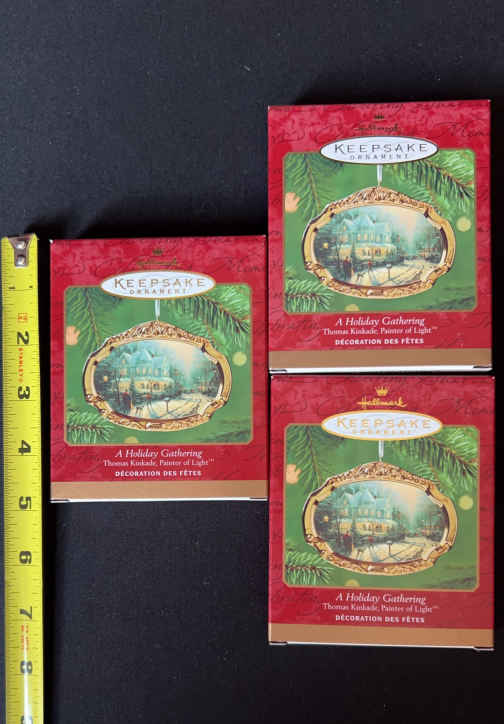 Hallmark
KEEPSAKE
ORNAMENT
A Holiday Gathering
Thomas Kinkade, Painter of Light™
DÉCORATION DES FÊTES
Hallmark
KEEPSAKE
ORNAMENT
A Holiday Gathering
Thomas Kinkade, Painter of Light™
DÉCORATION DES FÊTES
Hallmark
KEEPSAKE
ORNAMENT
A Holiday Gathering
Thomas Kinkade, Painter of Light™
DÉCORATION DES FÊTES
1
2
STANLEY
3
4
5
6
7
8
9